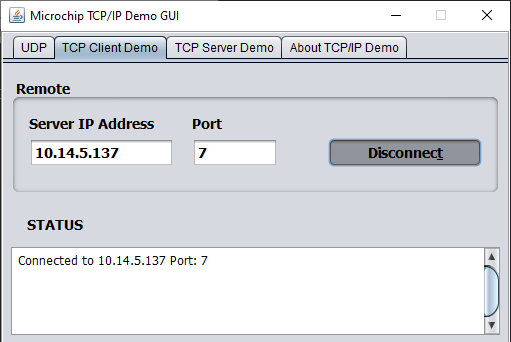 Microchip TCP/IP Demo GUI
UDP TCP Client Demo TCP Server Demo About TCP/IP Demo
Remote
Server IP Address Port
10.14.5.137 7 Disconnect
STATUS
Connected to 10.14.5.137 Port: 7